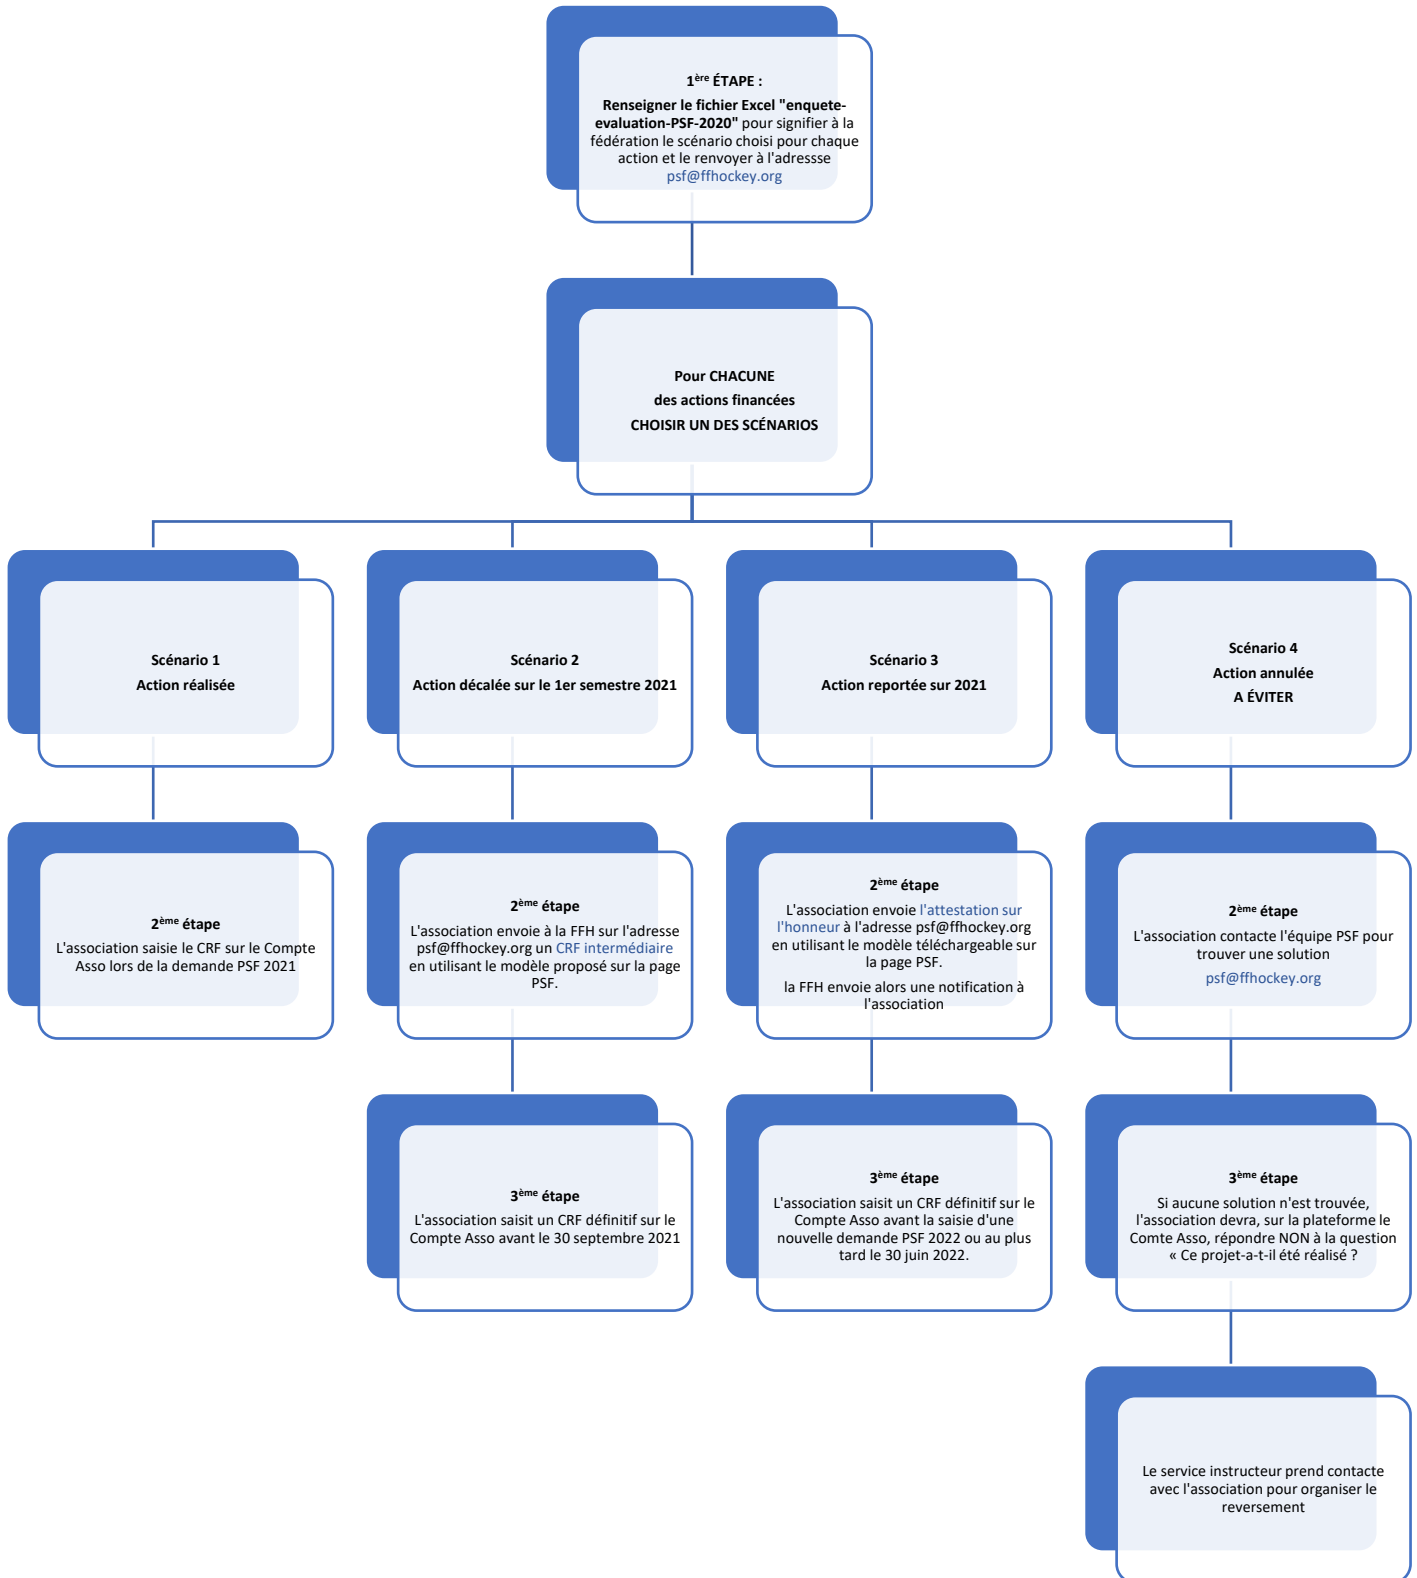 1ère ÉTAPE :
Renseigner le fichier Excel "enquete-
evaluation-PSF-2020" pour signifier à la
fédération le scénario choisi pour chaque
action et le renvoyer à l'adressse
psf@ffhockey.org
Pour CHACUNE
des actions financées
CHOISIR UN DES SCÉNARIOS
Scénario 1
Action réalisée
Scénario 2
Action décalée sur le 1er semestre 2021
Scénario 3
Action reportée sur 2021
Scénario 4
Action annulée
A ÉVITER
2ème étape
L'association saisie le CRF sur le Compte
Asso lors de la demande PSF 2021
2ème étape
L'association envoie à la FFH sur l'adresse
psf@ffhockey.org un CRF intermédiaire
en utilisant le modèle proposé sur la page
PSF.
2ème étape
L'association envoie l'attestation sur
l'honneur à l'adresse psf@ffhockey.org
en utilisant le modèle téléchargeable sur
la page PSF.
la FFH envoie alors une notification à
l'association
2ème étape
L'association contacte l'équipe PSF pour
trouver une solution
psf@ffhockey.org
3ème étape
L'association saisit un CRF définitif sur le
Compte Asso avant le 30 septembre 2021
3ème étape
L'association saisit un CRF définitif sur le
Compte Asso avant la saisie d'une
nouvelle demande PSF 2022 ou au plus
tard le 30 juin 2022.
3ème étape
Si aucune solution n'est trouvée,
l'association devra, sur la plateforme le
Comte Asso, répondre NON à la question
« Ce projet-a-t-il été réalisé ?
Le service instructeur prend contacte
avec l'association pour organiser le
reversement